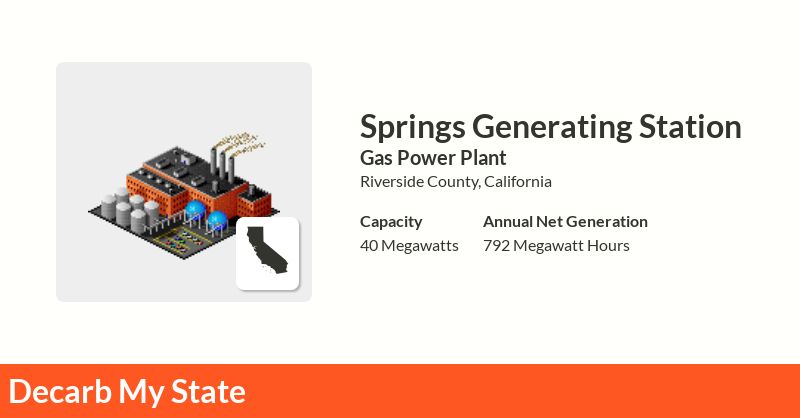 Springs Generating Station
Gas Power Plant
Riverside County, California
Capacity Annual Net Generation
40 Megawatts 792 Megawatt Hours
Decarb My State